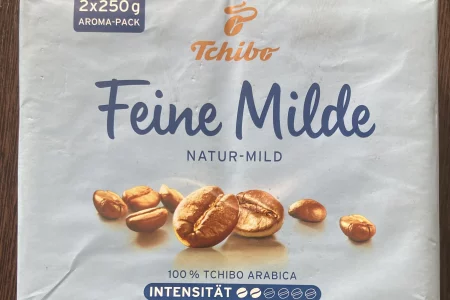 2x250g
AROMA-PACK
Tchibo
Feine Milde
NATUR-MILD
100% TCHIBO ARABICA
INTENSITÄT